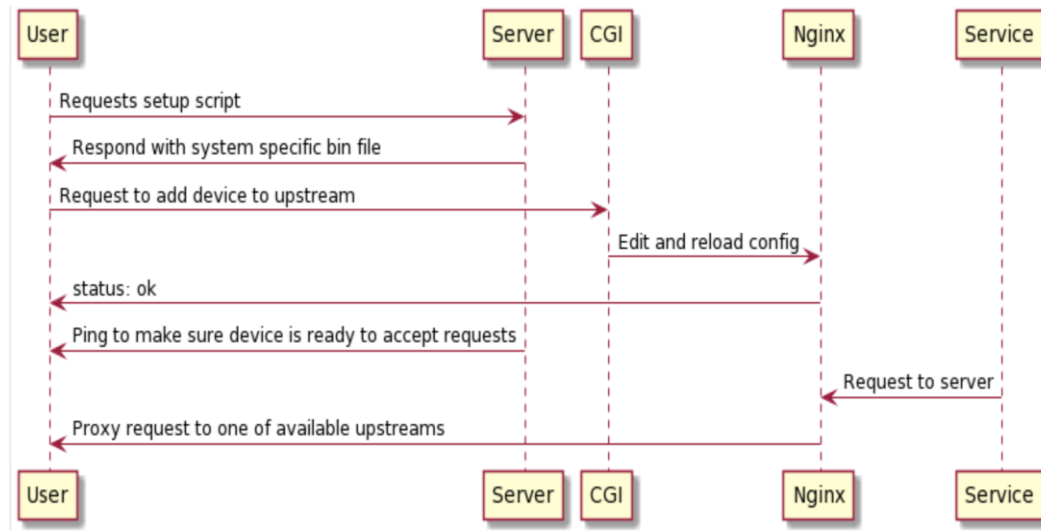 User
Server
CGI
Nginx
Service
Requests setup script
Respond with system specific bin file
Request to add device to upstream
Edit and reload config
status: ok
Ping to make sure device is ready to accept requests
Request to server
Proxy request to one of available upstreams
User
Server
CGI
Nginx
Service